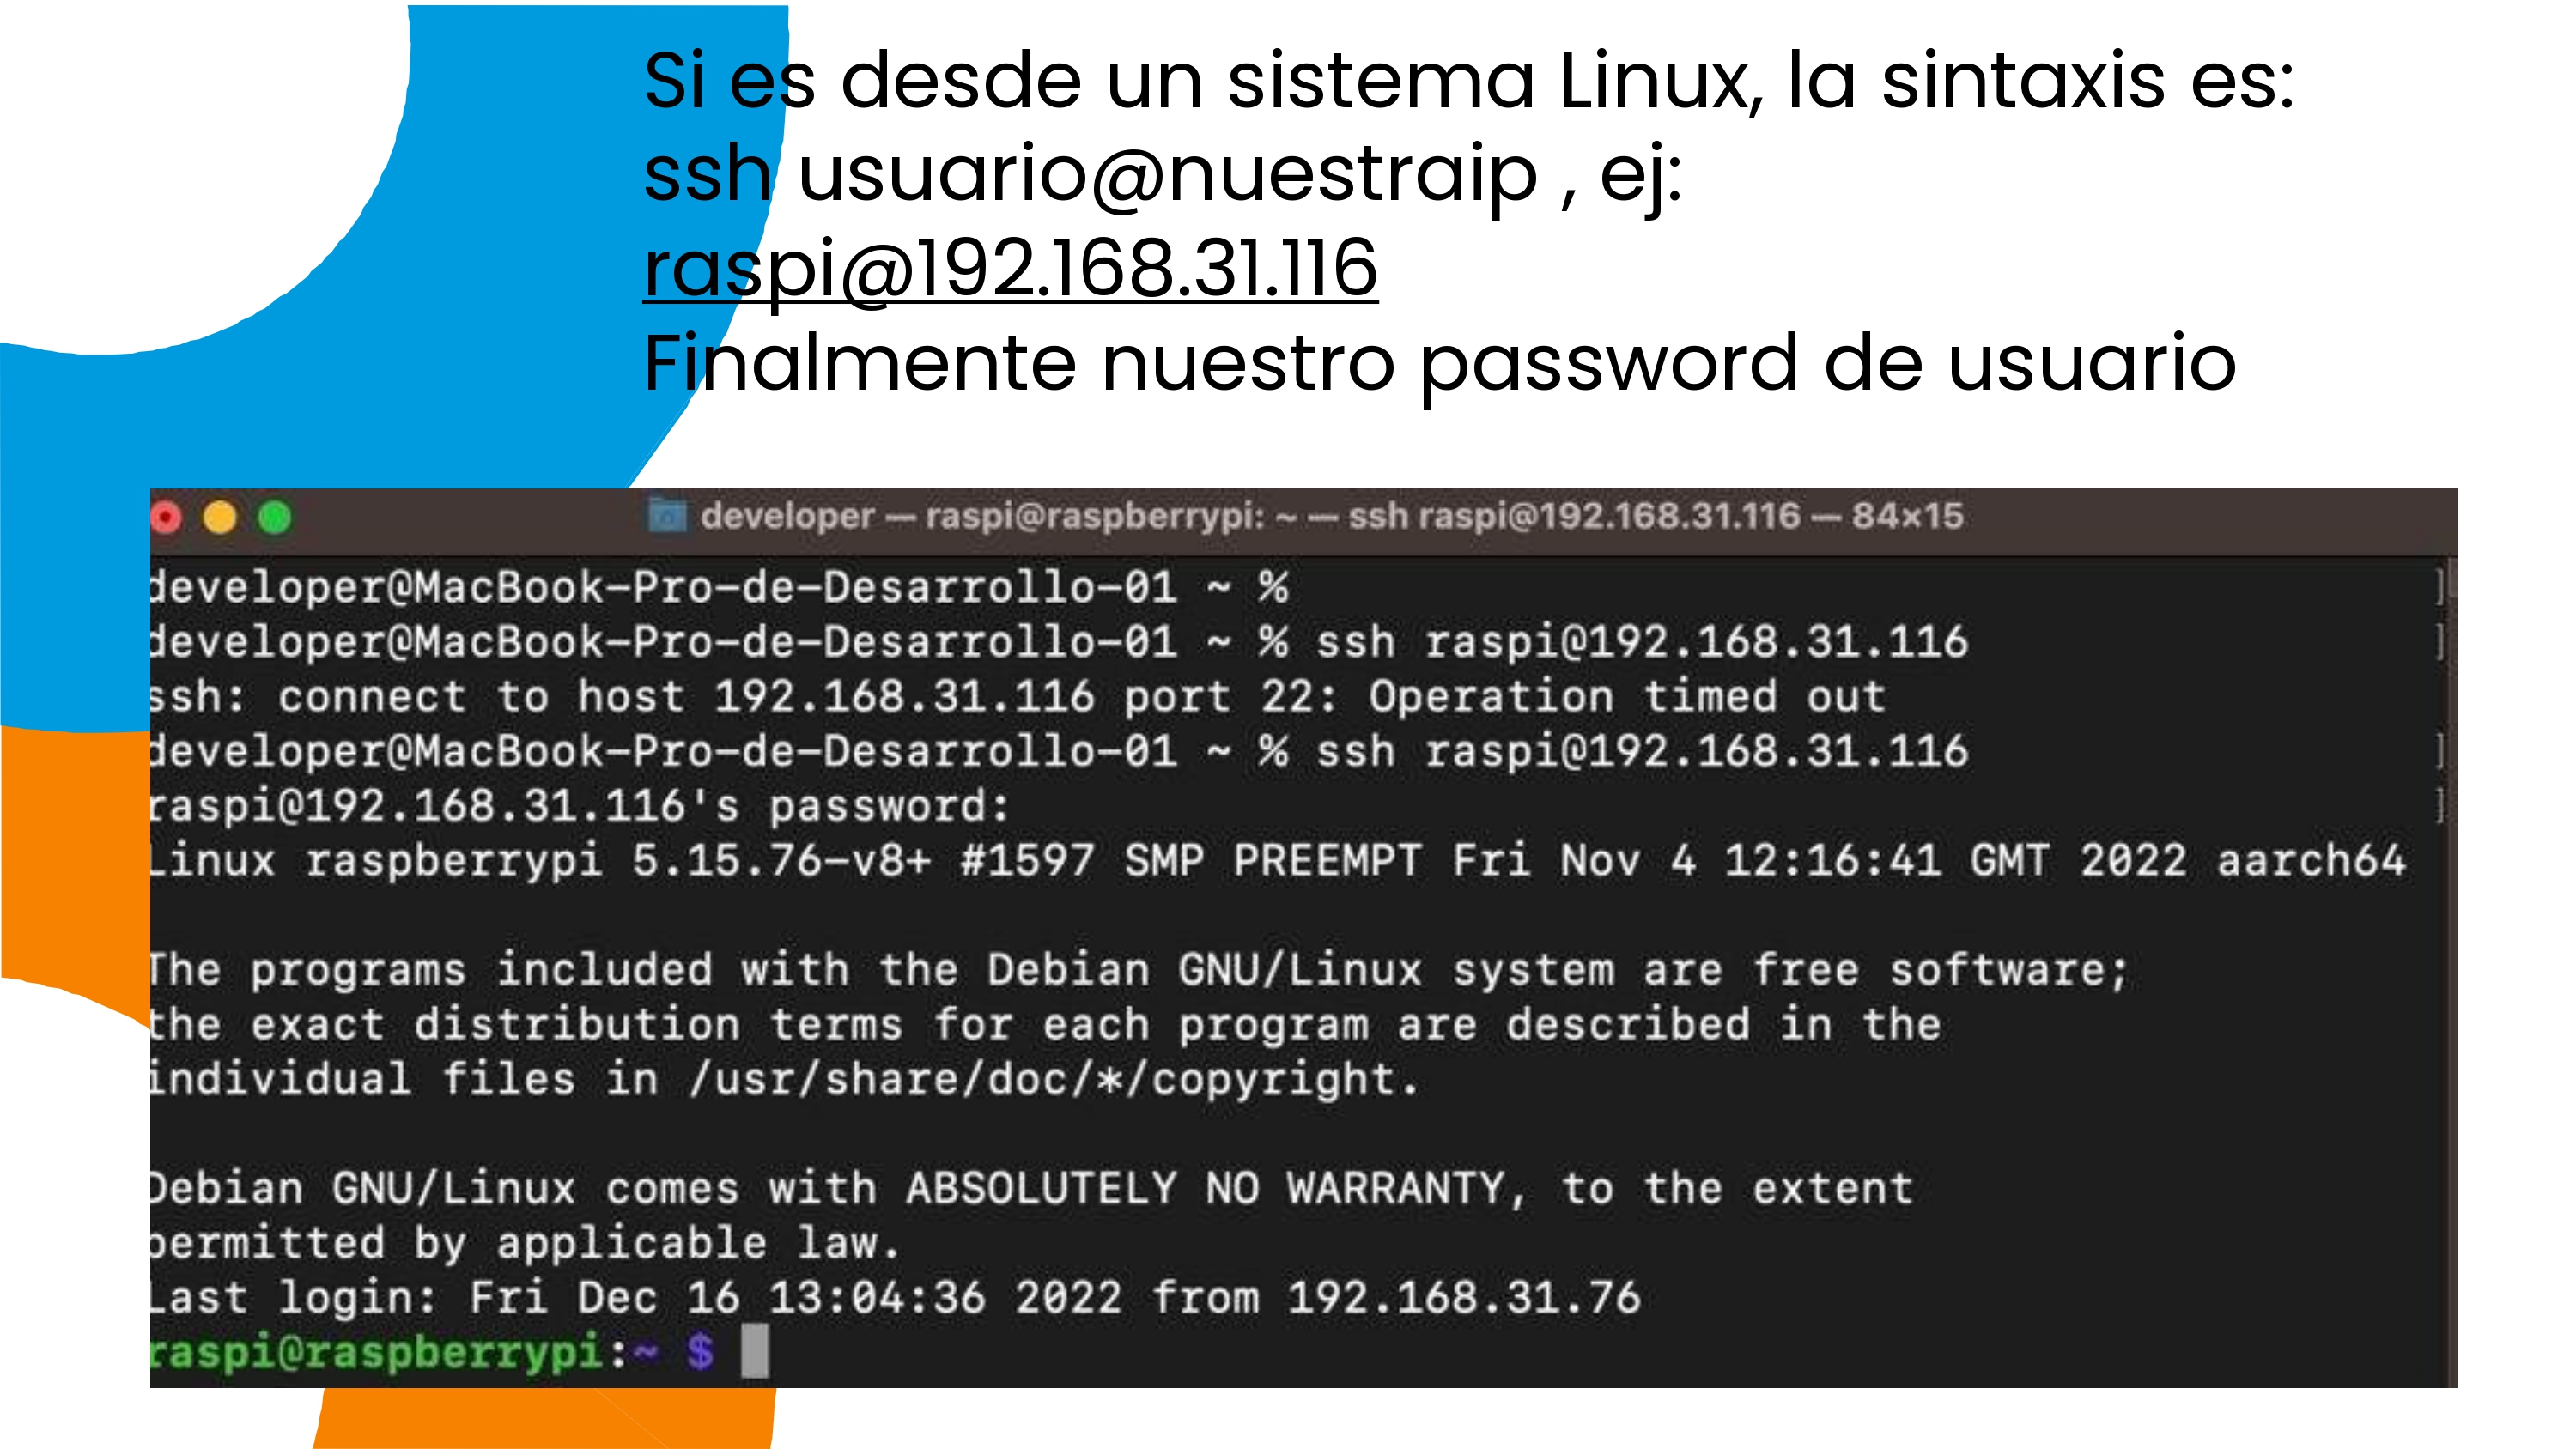 Si es desde un sistema Linux, la sintaxis es:
ssh usuario@nuestraip , ej:
raspi@192.168.31.116
Finalmente nuestro password de usuario
developer — raspi@raspberrypi: ~ — ssh raspi@192.168.31.116 — 84×15
developer@MacBook-Pro-de-Desarrollo-01 ~ %
developer@MacBook-Pro-de-Desarrollo-01 ~ % ssh raspi@192.168.31.116
ssh: connect to host 192.168.31.116 port 22: Operation timed out
developer@MacBook-Pro-de-Desarrollo-01 ~ % ssh raspi@192.168.31.116
raspi@192.168.31.116's password:
Linux raspberrypi 5.15.76-v8+ #1597 SMP PREEMPT Fri Nov 4 12:16:41 GMT 2022 aarch64
The programs included with the Debian GNU/Linux system are free software;
the exact distribution terms for each program are described in the
individual files in /usr/share/doc/*/copyright.
Debian GNU/Linux comes with ABSOLUTELY NO WARRANTY, to the extent
permitted by applicable law.
Last login: Fri Dec 16 13:04:36 2022 from 192.168.31.76
raspi@raspberrypi:~ $